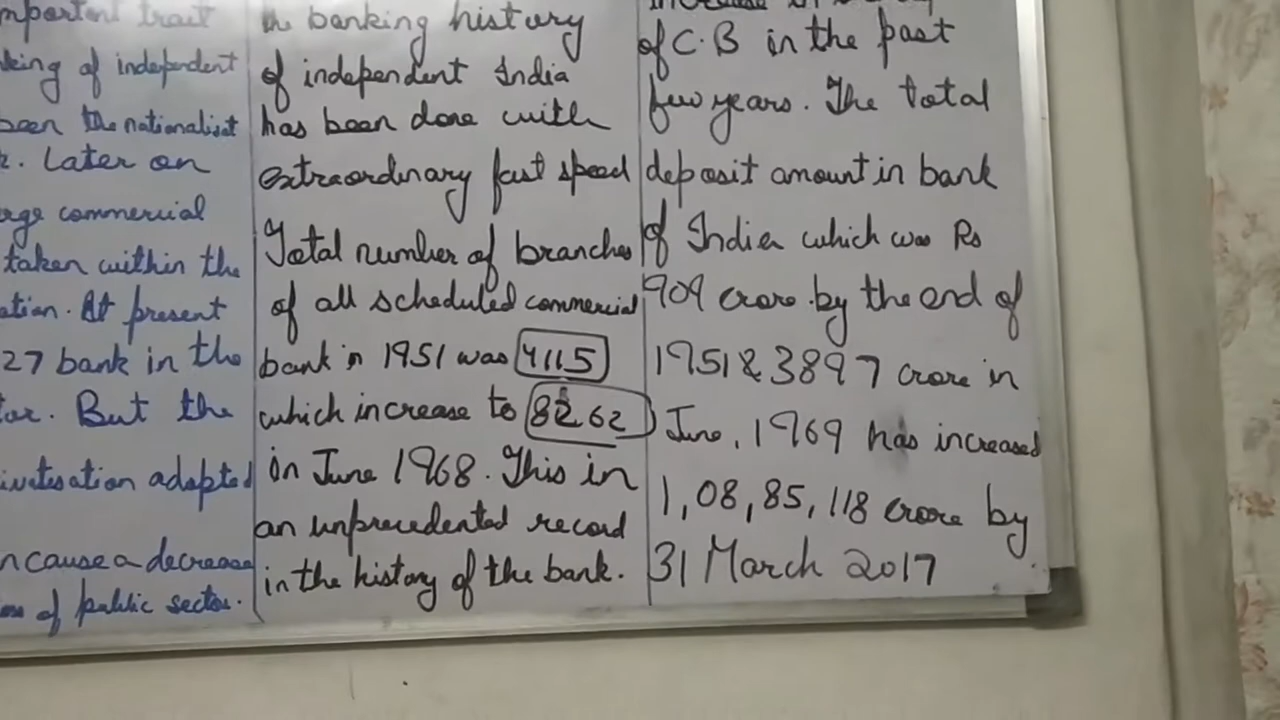 important trait
king of independent
been the nationalisat
Later on
commercial
taken within the
ation. At present
27 bank in the
But the
adopted
cause a decrease
of public sector.
banking history
of independent India
has been done with
extraordinary fast speed
Total number of branches
of all scheduled commercial
bank in 1951 was 4115
which increase to 8262
in June 1968. This in
an unprecedented record
in the history of the bank.
of C.B in the past
few years. The total
deposit amount in bank
of India which was Rs
909 crore by the end of
1951 & 3897 crore in
June, 1969 has increased
1,08,85,118 crore by
31 March 2017